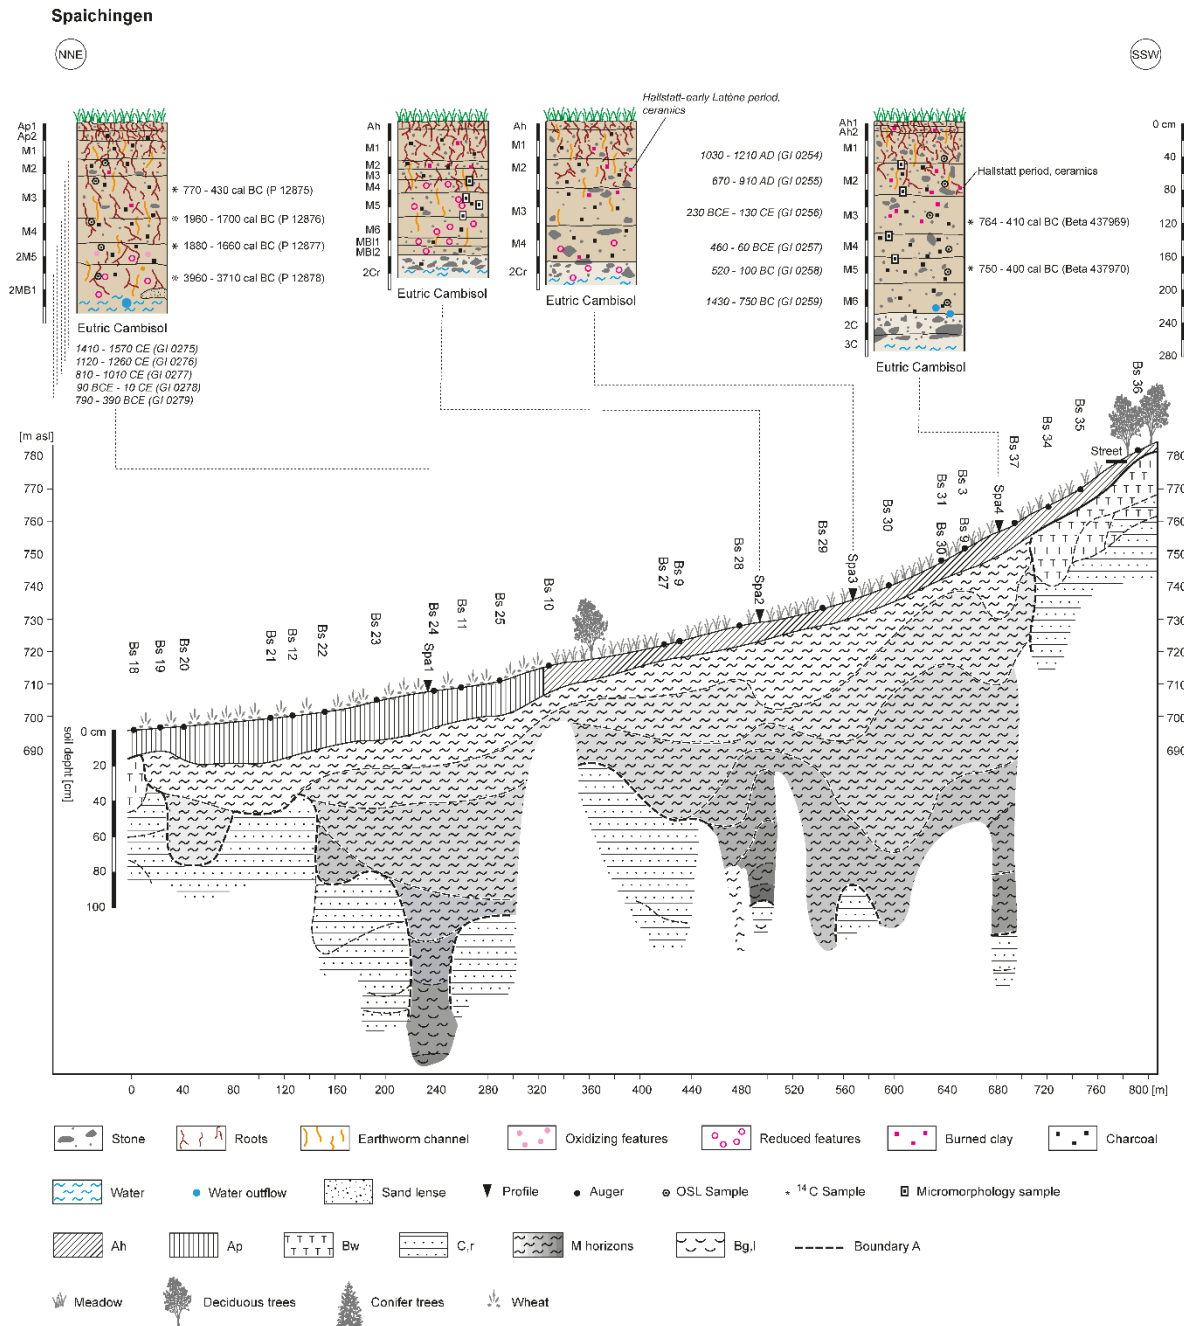 Spaichingen
NNE
SSW
Hallstatt-early Latène period,
ceramics
Ap1
Ap2
M1
M2
M3
M4
2M5
2MB1
* 770 - 430 cal BC (P 12875)
* 1960 - 1700 cal BC (P 12876)
* 1880 - 1660 cal BC (P 12877)
* 3960 - 3710 cal BC (P 12878)
Eutric Cambisol
1410 - 1570 CE (GI 0275)
1120 - 1260 CE (GI 0276)
810 - 1010 CE (GI 0277)
90 BCE - 10 CE (GI 0278)
790 - 390 BCE (GI 0279)
Ah
M1
M2
M3
M4
M5
M6
MBl1
MBl2
2Cr
Eutric Cambisol
Ah
M1
M2
M3
M4
2Cr
Eutric Cambisol
1030 - 1210 AD (GI 0254)
670 - 910 AD (GI 0255)
230 BCE - 130 CE (GI 0256)
460 - 60 BCE (GI 0257)
520 - 100 BC (GI 0258)
1430 - 750 BC (GI 0259)
Ah1
Ah2
M1
M2
M3
M4
M5
M6
2C
3C
Eutric Cambisol
Hallstatt period, ceramics
* 764 - 410 cal BC (Beta 437969)
* 750 - 400 cal BC (Beta 437970)
0 cm
40
80
120
160
200
240
280
[m asl]
780
770
760
750
740
730
720
710
700
690
0 cm
20
40
60
80
100
soil depht [cm]
Bs 18
Bs 19
Bs 20
Bs 21
Bs 12
Bs 22
Bs 23
Bs 24
Spa1
Bs 11
Bs 25
Bs 10
Bs 27
Bs 9
Bs 28
Spa2
Bs 29
Spa3
Bs 30
Bs 31
Bs 30
Bs 3
Bs 9
Spa4
Bs 37
Bs 34
Bs 35
Bs 36
Street
780
770
760
750
740
730
720
710
700
690
0 40 80 120 160 200 240 280 320 360 400 440 480 520 560 600 640 680 720 760 800 [m]
Stone Roots Earthworm channel Oxidizing features Reduced features Burned clay Charcoal
Water Water outflow Sand lense Profile Auger OSL Sample * 14C Sample Micromorphology sample
Ah Ap Bw C,r M horizons Bg,l Boundary A
Meadow Deciduous trees Conifer trees Wheat